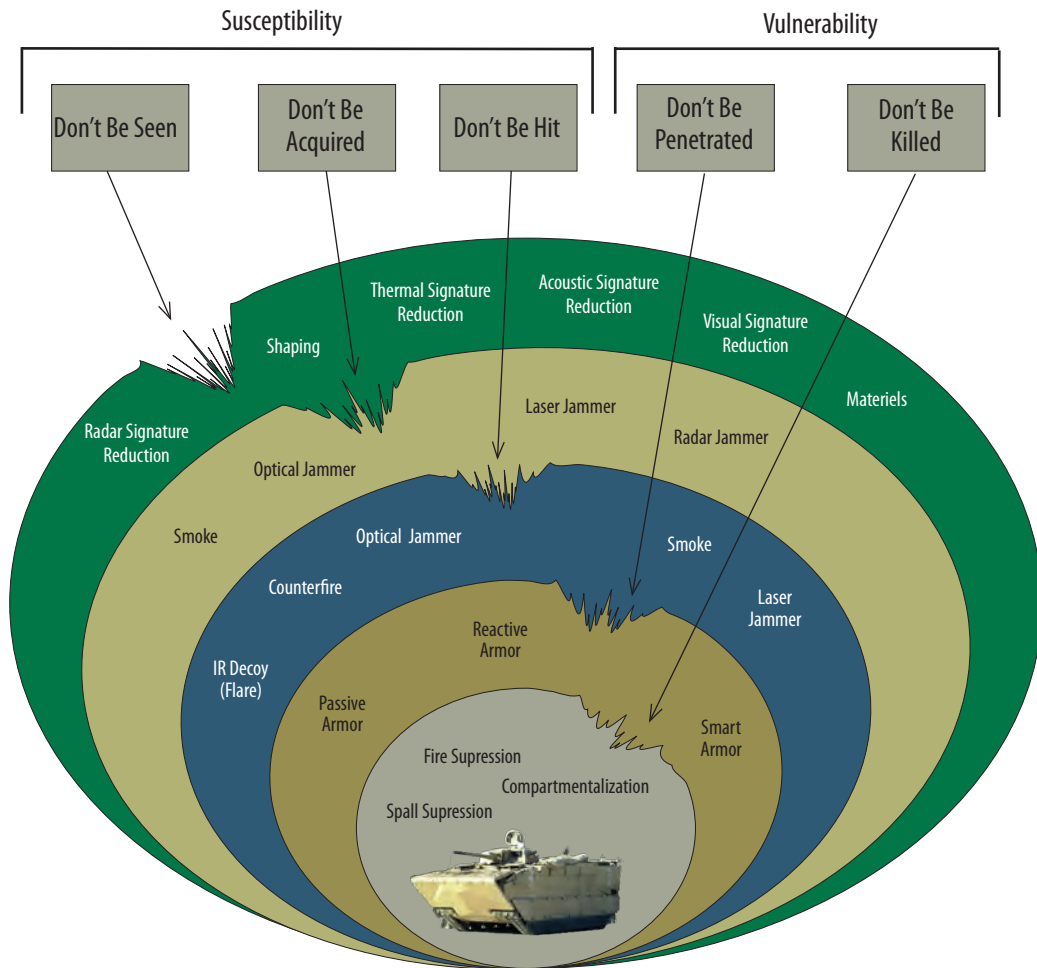 Susceptibility
Vulnerability
Don't Be Seen
Don't Be
Acquired
Don't Be Hit
Don't Be
Penetrated
Don't Be
Killed
Radar Signature
Reduction
Shaping
Thermal Signature
Reduction
Acoustic Signature
Reduction
Visual Signature
Reduction
Materiels
Smoke
Optical Jammer
Laser Jammer
Radar Jammer
IR Decoy
(Flare)
Counterfire
Optical Jammer
Smoke
Laser
Jammer
Passive
Armor
Reactive
Armor
Smart
Armor
Fire Supression
Compartmentalization
Spall Supression